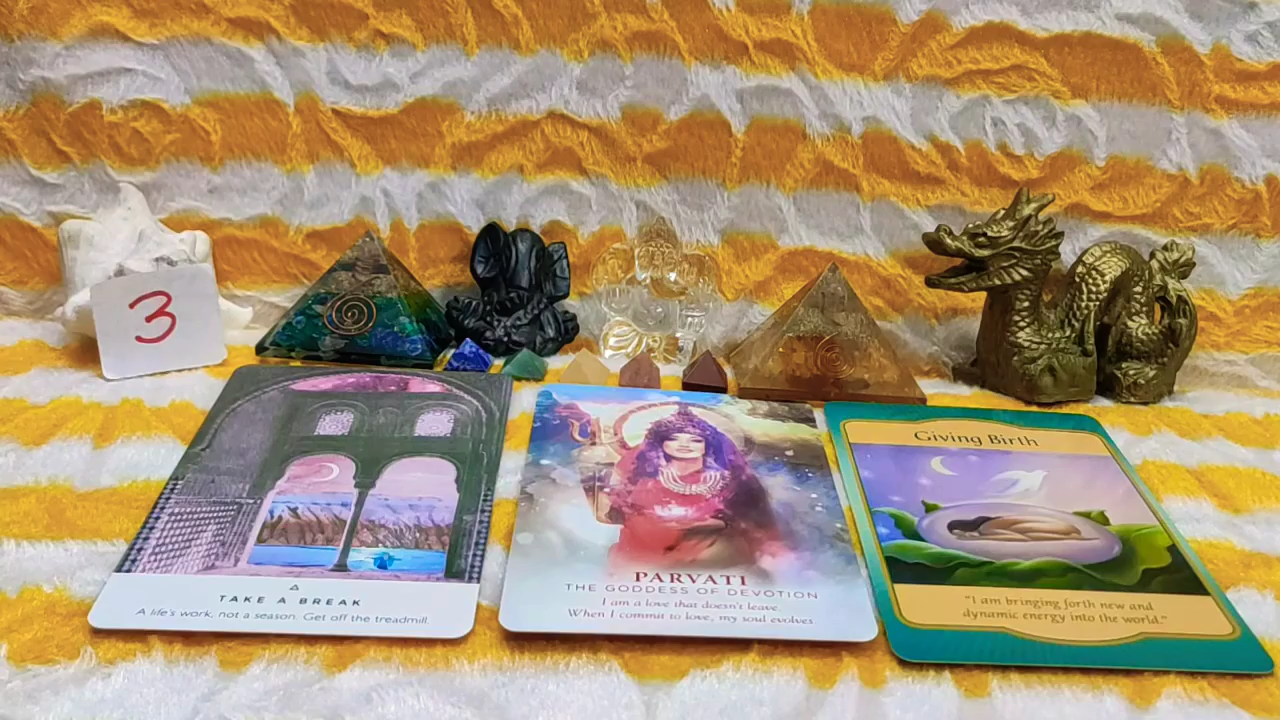 3
TAKE A BREAK
A life's work, not a season. Get off the treadmill.
PARVATI
THE GODDESS OF DEVOTION
I am a love that doesn't leave.
When I commit to love, my soul evolves.
Giving Birth
"I am bringing forth new and
dynamic energy into the world."